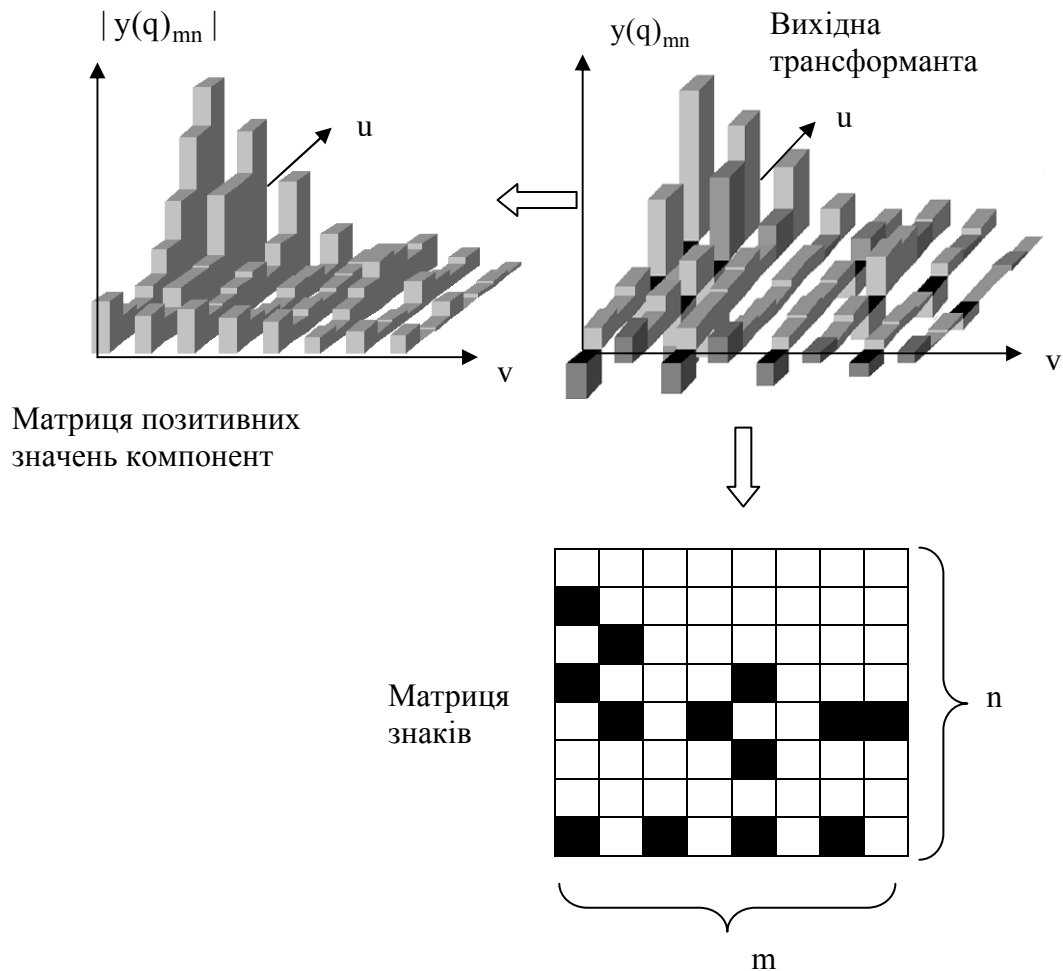 | y(q)mn |
u
v
Матриця позитивних
значень компонент
y(q)mn
Вихідна
трансформанта
u
v
Матриця
знаків
n
m